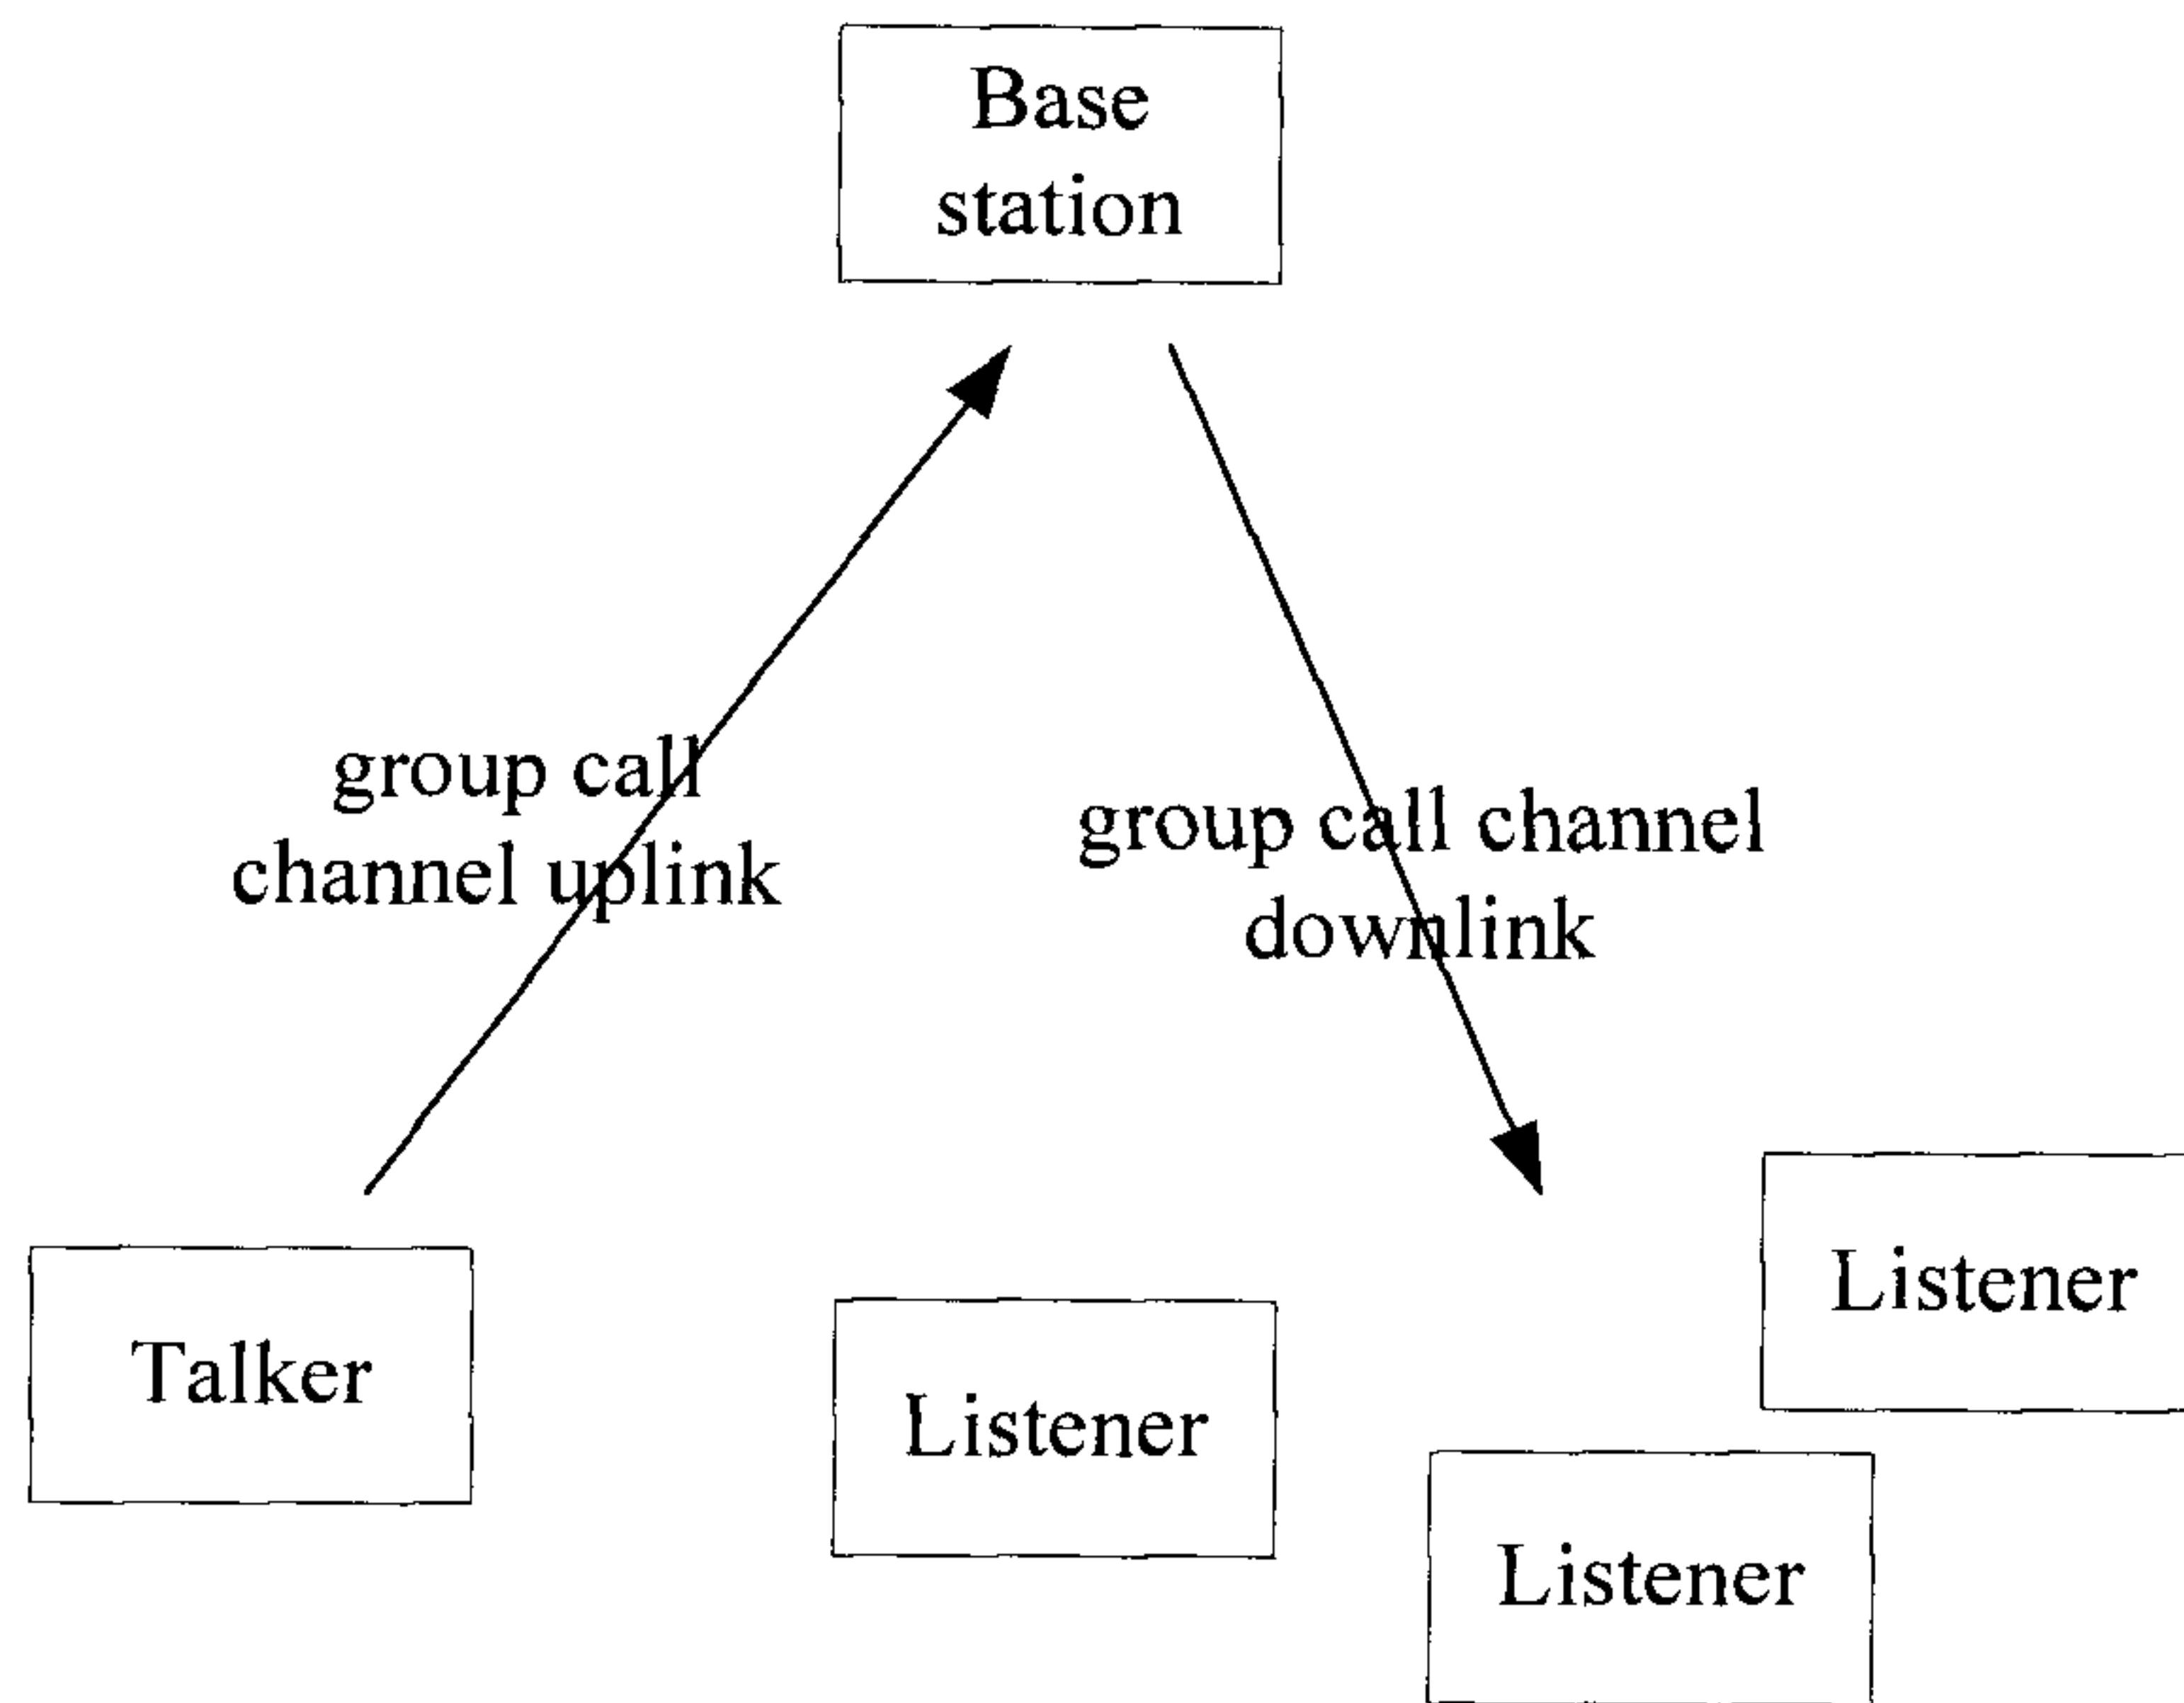 Base
station
group call
channel uplink
group call channel
downlink
Talker
Listener
Listener
Listener